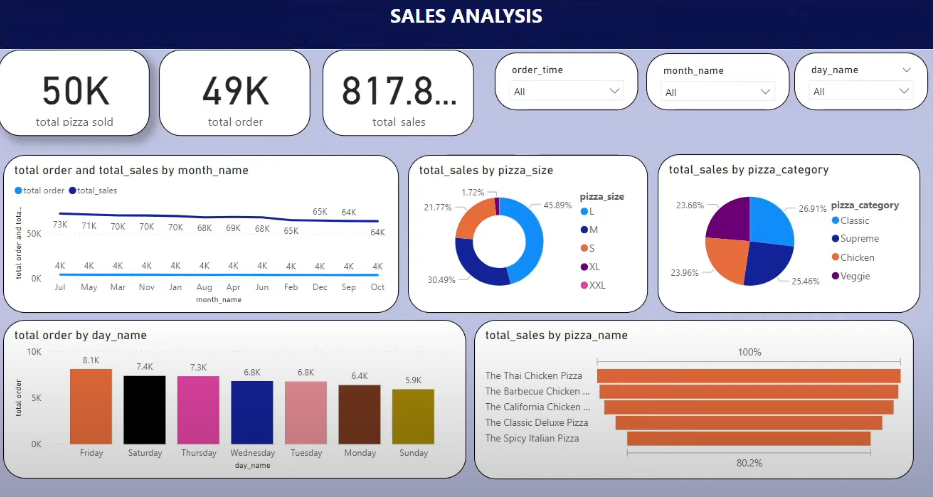 SALES ANALYSIS
50K
total pizza sold
49K
total order
817.8...
total_sales
order_time
All
month_name
All
day_name
All
total order and total_sales by month_name
total order total_sales
total order and tota...
50K
0K
73K 71K 70K 70K 70K 68K 69K 68K 65K 65K 64K 64K
4K 4K 4K 4K 4K 4K 4K 4K 4K 4K 4K 4K
Jul May Mar Nov Jan Aug Apr Jun Feb Dec Sep Oct
month_name
total_sales by pizza_size
1.72%
21.77%
45.89%
30.49%
pizza_size
L
M
S
XL
XXL
total_sales by pizza_category
23.68%
26.91%
23.96%
25.46%
pizza_category
Classic
Supreme
Chicken
Veggie
total order by day_name
total order
10K
5K
0K
8.1K 7.4K 7.3K 6.8K 6.8K 6.4K 5.9K
Friday Saturday Thursday Wednesday Tuesday Monday Sunday
day_name
total_sales by pizza_name
100%
The Thai Chicken Pizza
The Barbecue Chicken ...
The California Chicken ...
The Classic Deluxe Pizza
The Spicy Italian Pizza
80.2%